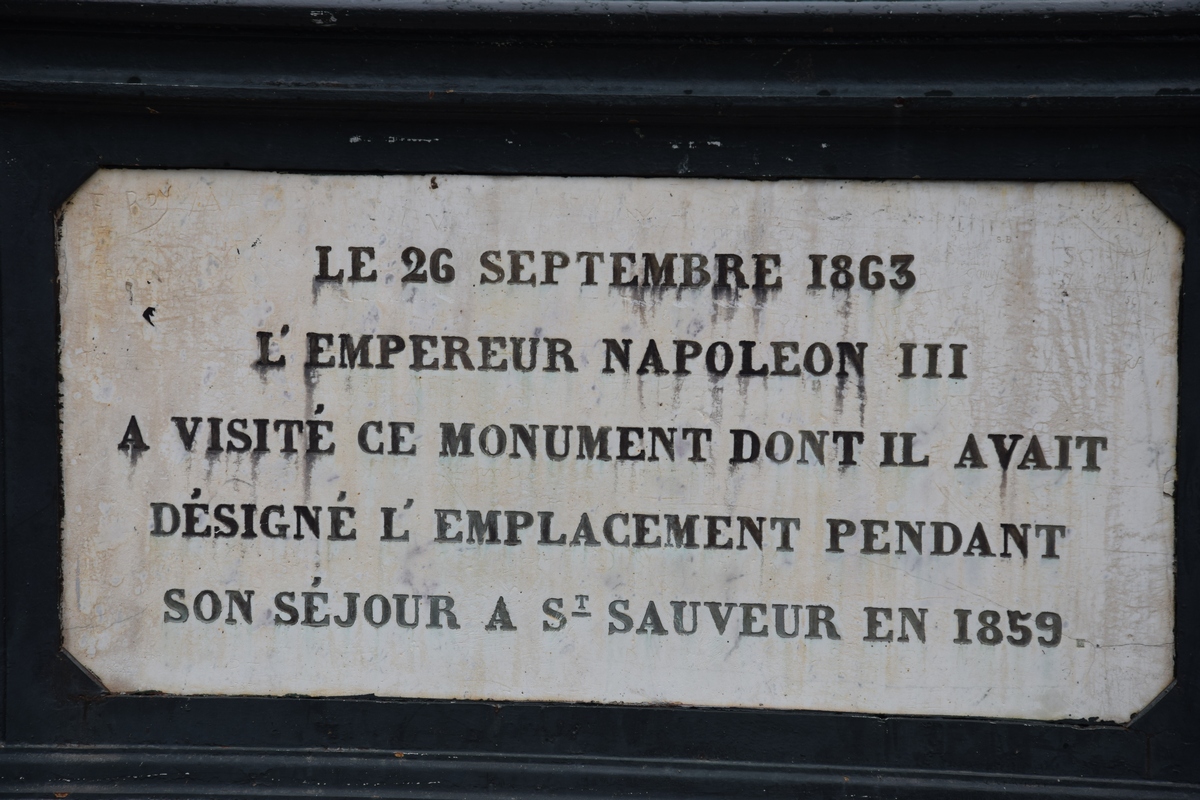 LE 26 SEPTEMBRE 1863
L'EMPEREUR NAPOLEON III
A VISITÉ CE MONUMENT DONT IL AVAIT
DÉSIGNÉ L'EMPLACEMENT PENDANT
SON SÉJOUR A ST SAUVEUR EN 1859.